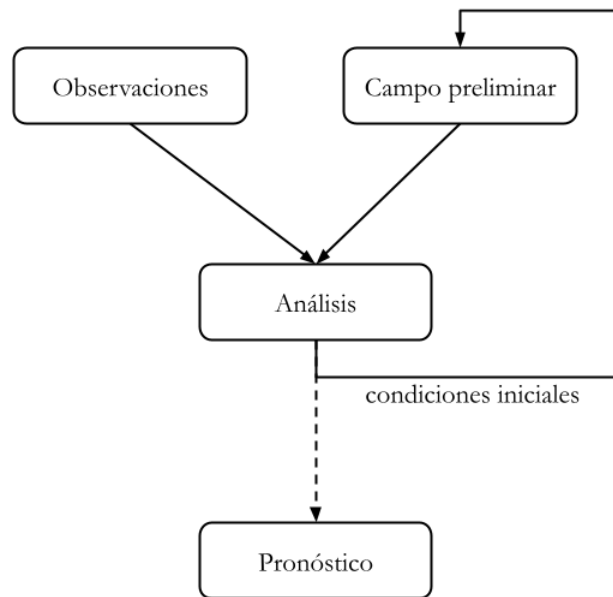 Observaciones
Campo preliminar
Análisis
condiciones iniciales
Pronóstico